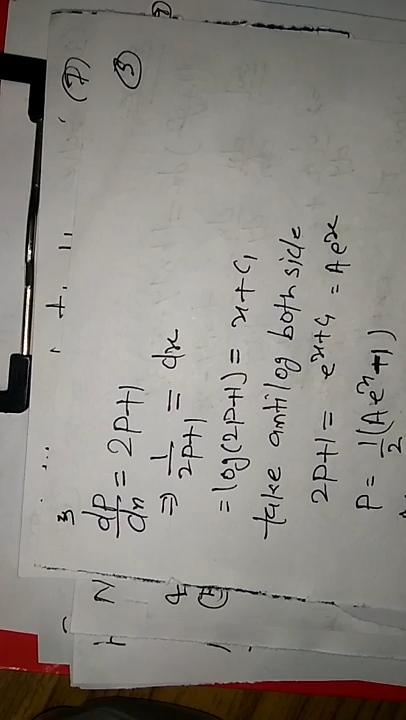 dp/dn = 2P+1
⇒ 1/2P+1 = dx
= log(2P+1) = x+c₁
take antilog both side
2P+1 = e^x+c₁ = Ae^x
P = 1/2(Ae^x+1)